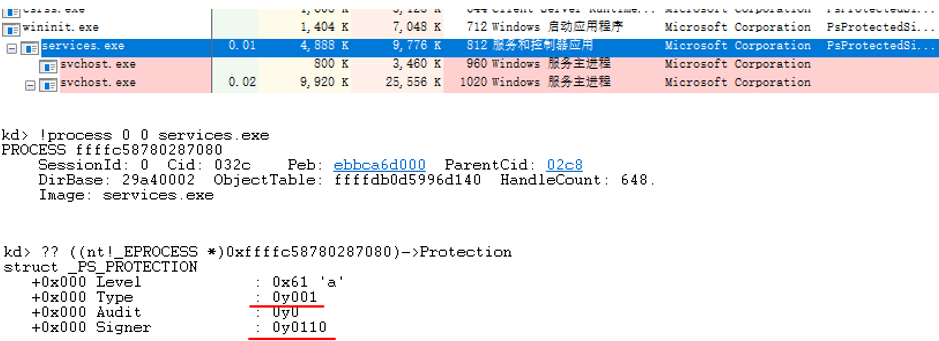 csrss.exe 1,868 K 5,128 K 644 Client Server Runtime... Microsoft Corporation PsProtectedSi...
wininit.exe 1,404 K 7,048 K 712 Windows 启动应用程序 Microsoft Corporation PsProtectedSi...
services.exe 0.01 4,888 K 9,776 K 812 服务和控制器应用 Microsoft Corporation PsProtectedSi...
svchost.exe 800 K 3,460 K 960 Windows 服务主进程 Microsoft Corporation
svchost.exe 0.02 9,920 K 25,556 K 1020 Windows 服务主进程 Microsoft Corporation
kd> !process 0 0 services.exe
PROCESS ffffc58780287080
SessionId: 0 Cid: 032c Peb: ebbca6d000 ParentCid: 02c8
DirBase: 29a40002 ObjectTable: ffffdb0d5996d140 HandleCount: 648.
Image: services.exe
kd> ?? ((nt!_EPROCESS *)0xffffc58780287080)->Protection
struct _PS_PROTECTION
+0x000 Level : 0x61 'a'
+0x000 Type : 0y001
+0x000 Audit : 0y0
+0x000 Signer : 0y0110